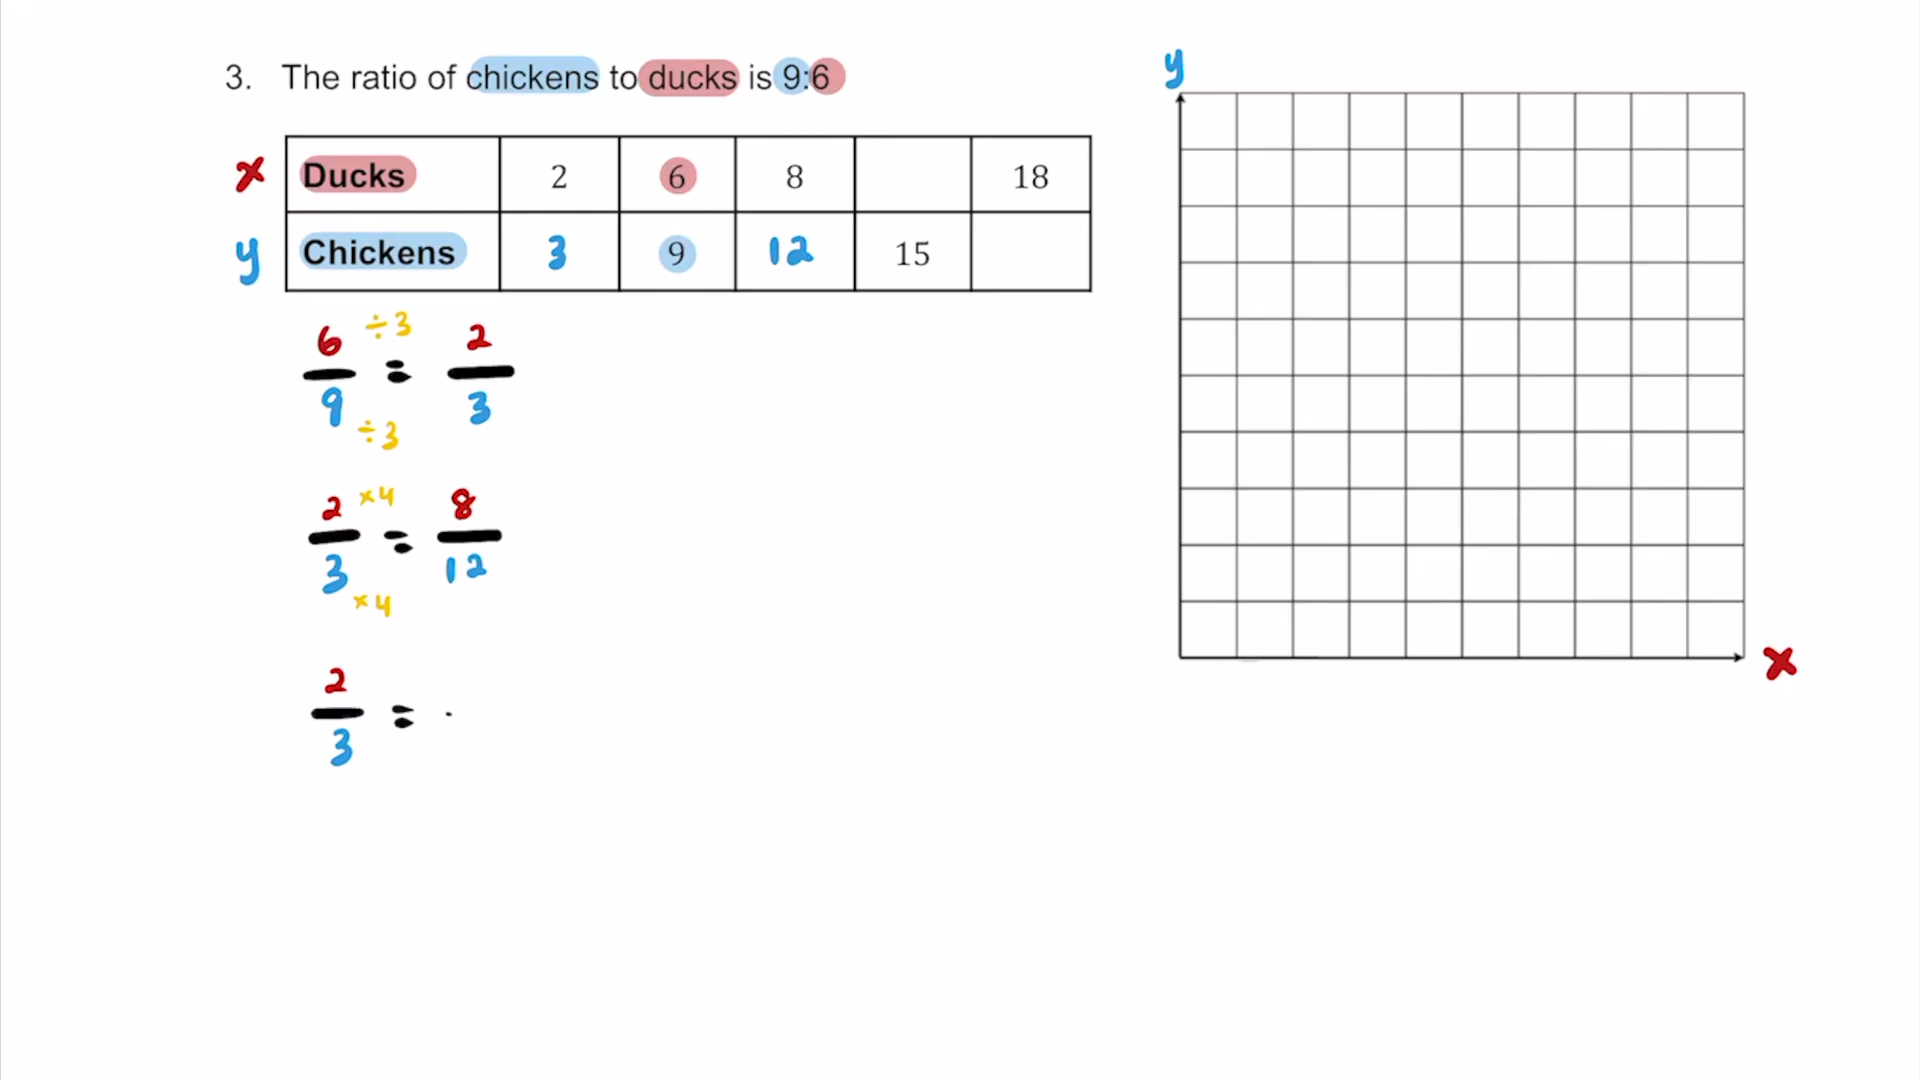 3. The ratio of chickens to ducks is 9:6
y
x Ducks 2 6 8 18
y Chickens 3 9 12 15
6 ÷3 2
— = —
9 ÷3 3
2 ×4 8
— = —
3 ×4 12
x
2
— =
3